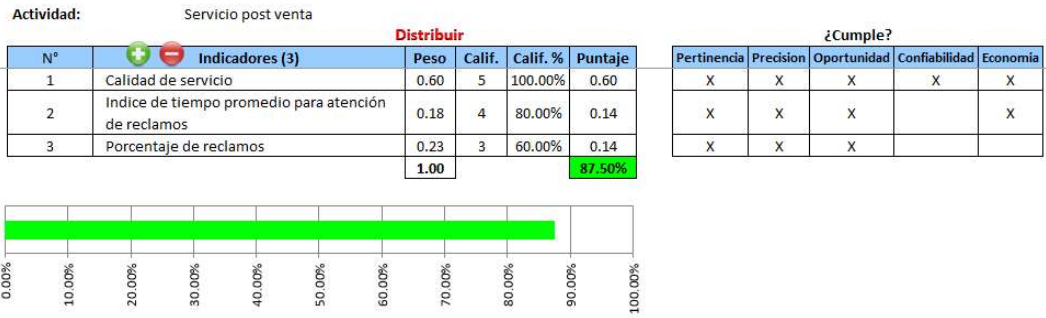 Actividad: Servicio post venta
Distribuir ¿Cumple?
N° Indicadores (3) Peso Calif. Calif. % Puntaje Pertinencia Precision Oportunidad Confiabilidad Economia
1 Calidad de servicio 0.60 5 100.00% 0.60 X X X X X
2 Indice de tiempo promedio para atención
de reclamos 0.18 4 80.00% 0.14 X X X X
3 Porcentaje de reclamos 0.23 3 60.00% 0.14 X X X
1.00 87.50%
0.00% 10.00% 20.00% 30.00% 40.00% 50.00% 60.00% 70.00% 80.00% 90.00% 100.00%